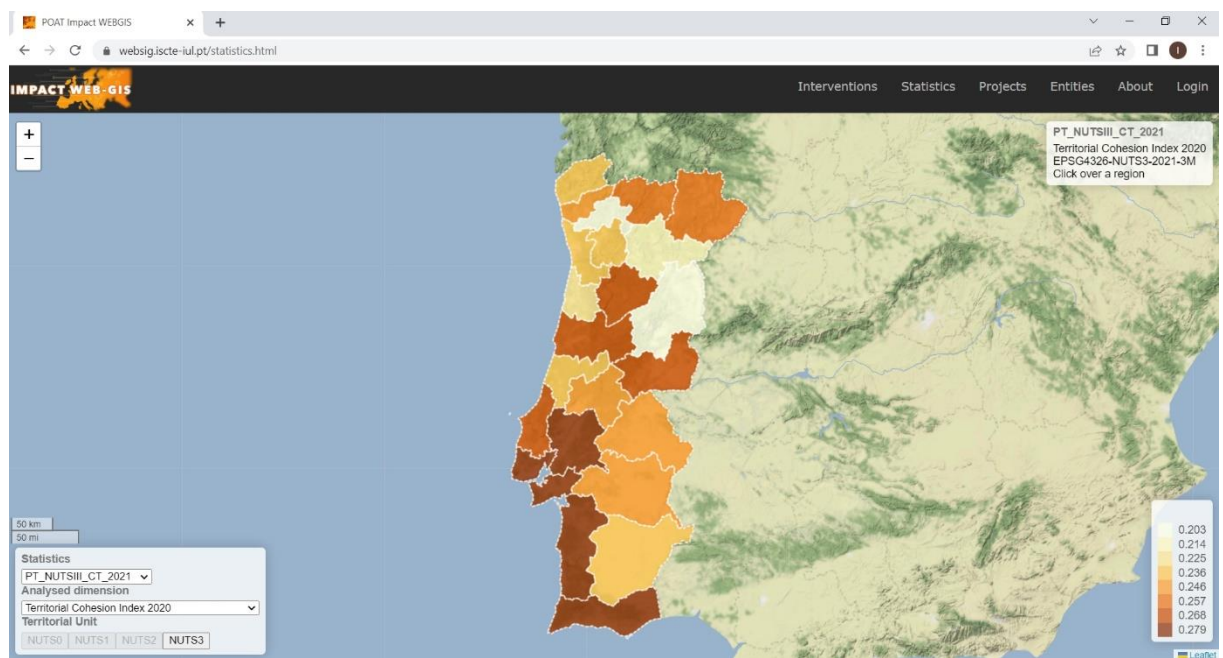 POAT Impact WEBGIS
websig.iscte-iul.pt/statistics.html
I
IMPACT WEB-GIS
Interventions Statistics Projects Entities About Login
+
−
PT_NUTSIII_CT_2021
Territorial Cohesion Index 2020
EPSG4326-NUTS3-2021-3M
Click over a region
50 km
50 mi
Statistics
PT_NUTSIII_CT_2021
Analysed dimension
Territorial Cohesion Index 2020
Territorial Unit
NUTS0 NUTS1 NUTS2 NUTS3
0.203
0.214
0.225
0.236
0.246
0.257
0.268
0.279
Leaflet